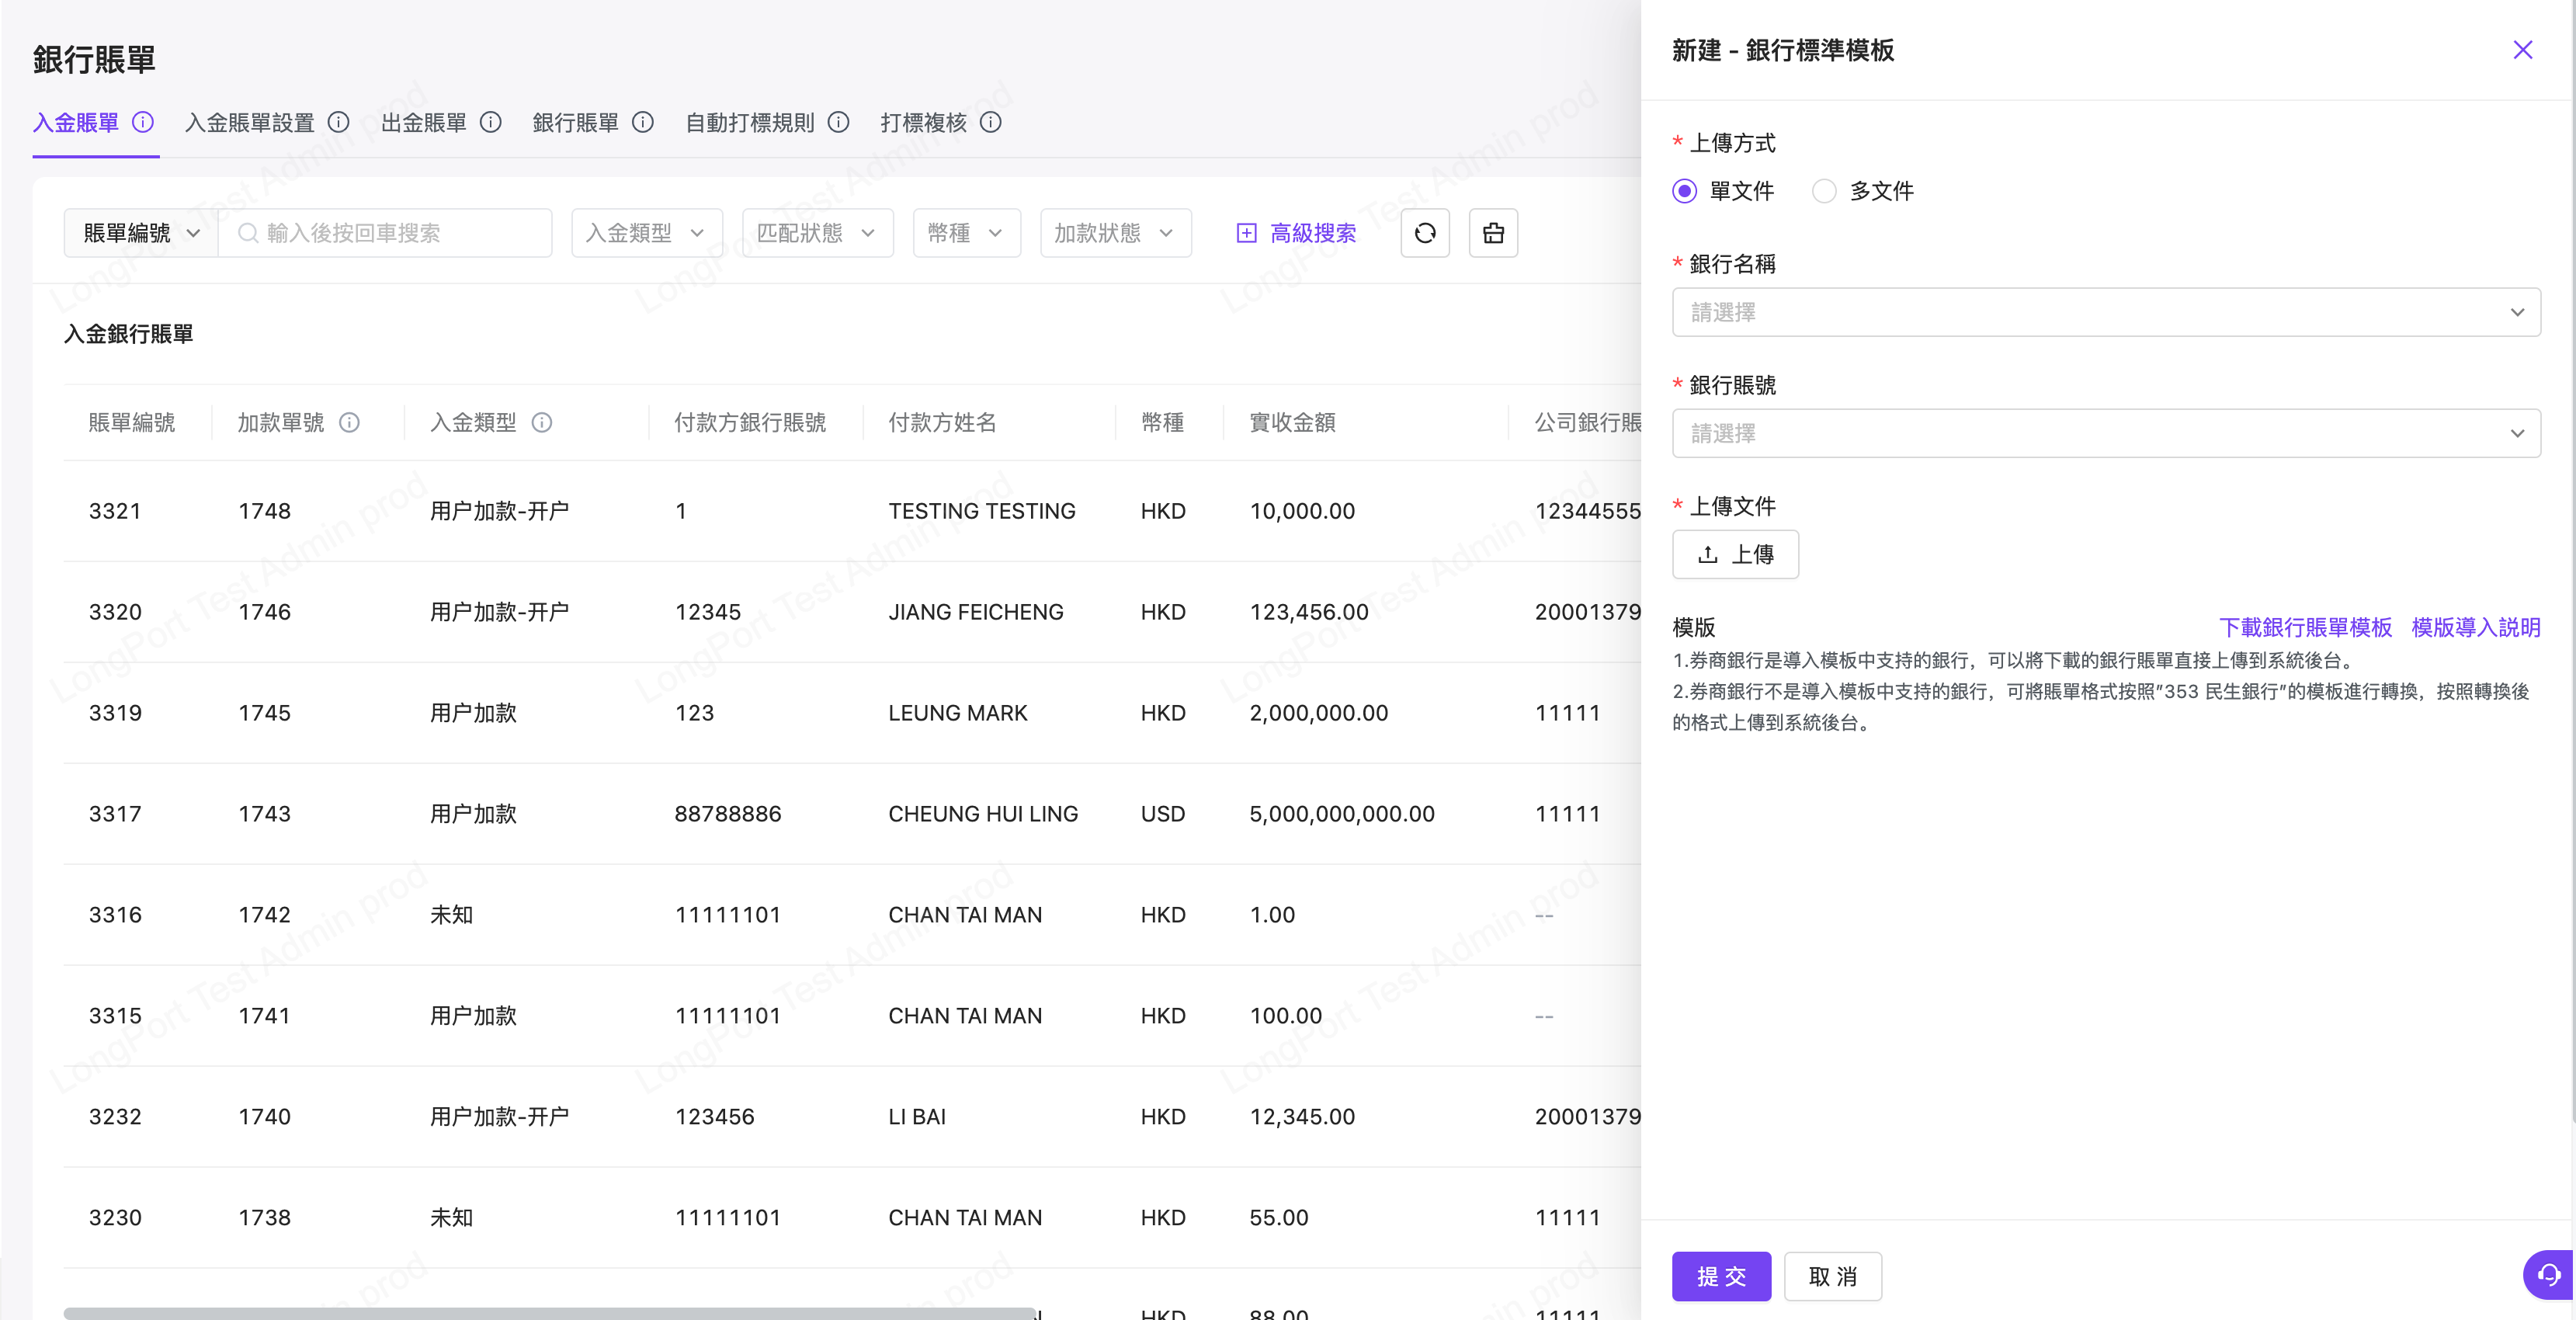 銀行賬單
入金賬單 入金賬單設置 出金賬單 銀行賬單 自動打標規則 打標複核
賬單編號 輸入後按回車搜索 入金類型 匹配狀態 幣種 加款狀態 高級搜索
入金銀行賬單
賬單編號 加款單號 入金類型 付款方銀行賬號 付款方姓名 幣種 實收金額 公司銀行賬
3321 1748 用户加款-开户 1 TESTING TESTING HKD 10,000.00 12344555
3320 1746 用户加款-开户 12345 JIANG FEICHENG HKD 123,456.00 20001379
3319 1745 用户加款 123 LEUNG MARK HKD 2,000,000.00 11111
3317 1743 用户加款 88788886 CHEUNG HUI LING USD 5,000,000,000.00 11111
3316 1742 未知 11111101 CHAN TAI MAN HKD 1.00 --
3315 1741 用户加款 11111101 CHAN TAI MAN HKD 100.00 --
3232 1740 用户加款-开户 123456 LI BAI HKD 12,345.00 20001379
3230 1738 未知 11111101 CHAN TAI MAN HKD 55.00 11111
HKD 88.00 11111
新建 - 銀行標準模板
* 上傳方式
單文件 多文件
* 銀行名稱
請選擇
* 銀行賬號
請選擇
* 上傳文件
上傳
模版 下載銀行賬單模板 模版導入説明
1.券商銀行是導入模板中支持的銀行，可以將下載的銀行賬單直接上傳到系統後台。
2.券商銀行不是導入模板中支持的銀行，可將賬單格式按照"353 民生銀行"的模板進行轉換，按照轉換後
的格式上傳到系統後台。
提 交 取 消
LongPort Test Admin prod